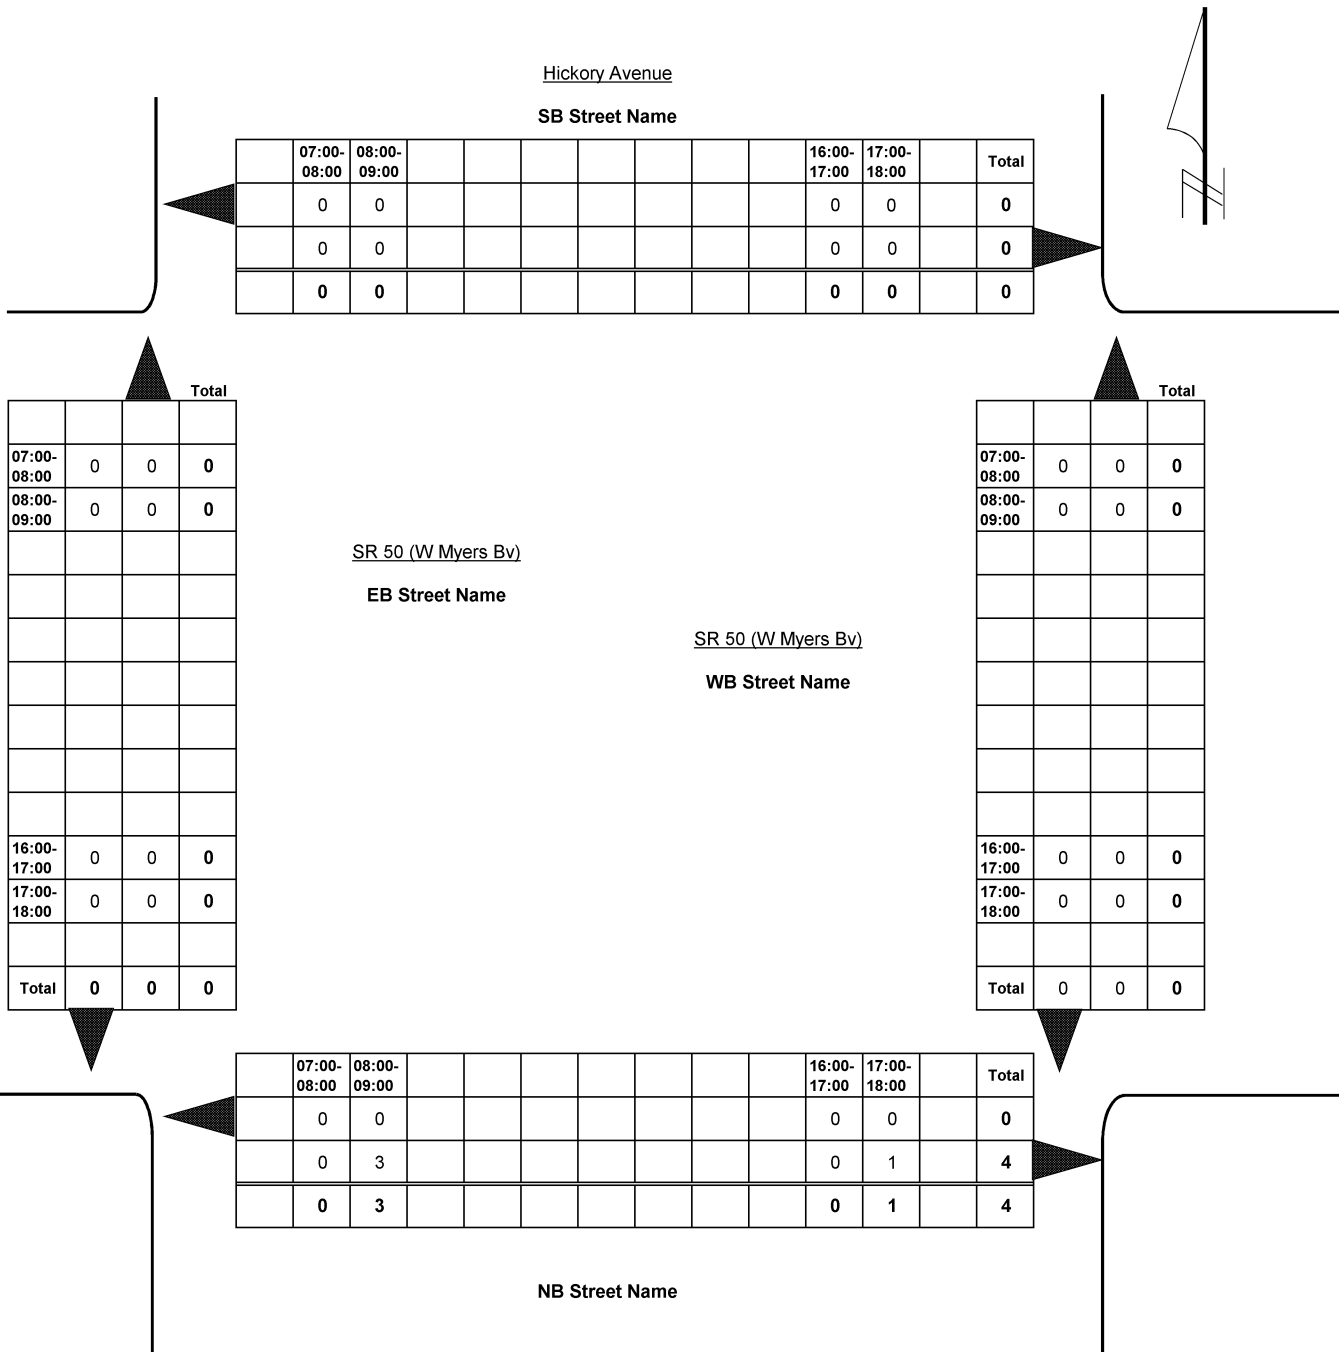 Hickory Avenue
SB Street Name
07:00- 08:00- 16:00- 17:00- Total
08:00 09:00 17:00 18:00
0 0 0 0 0
0 0 0 0 0
0 0 0 0 0
Total
07:00-
08:00 0 0 0
08:00-
09:00 0 0 0
16:00-
17:00 0 0 0
17:00-
18:00 0 0 0
Total 0 0 0
SR 50 (W Myers Bv)
EB Street Name
SR 50 (W Myers Bv)
WB Street Name
Total
07:00-
08:00 0 0 0
08:00-
09:00 0 0 0
16:00-
17:00 0 0 0
17:00-
18:00 0 0 0
Total 0 0 0
07:00- 08:00- 16:00- 17:00- Total
08:00 09:00 17:00 18:00
0 0 0 0 0
0 3 0 1 4
0 3 0 1 4
NB Street Name
N